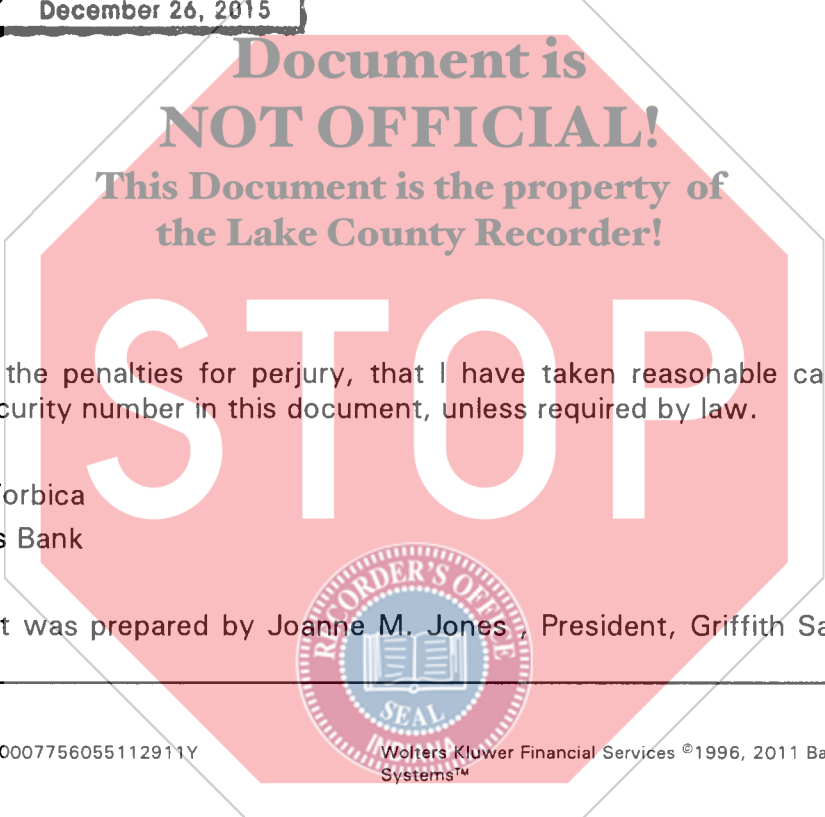 December 26, 2015
Document is
NOT OFFICIAL!
This Document is the property of
the Lake County Recorder!
STOP
the penalties for perjury, that I have taken reasonable ca
curity number in this document, unless required by law.
orbica
s Bank
t was prepared by Joanne M. Jones , President, Griffith Sa
RECORDER'S OFFICE
SEAL
INDIANA
0007756055112911Y
Wolters Kluwer Financial Services ©1996, 2011 Ba
Systems™